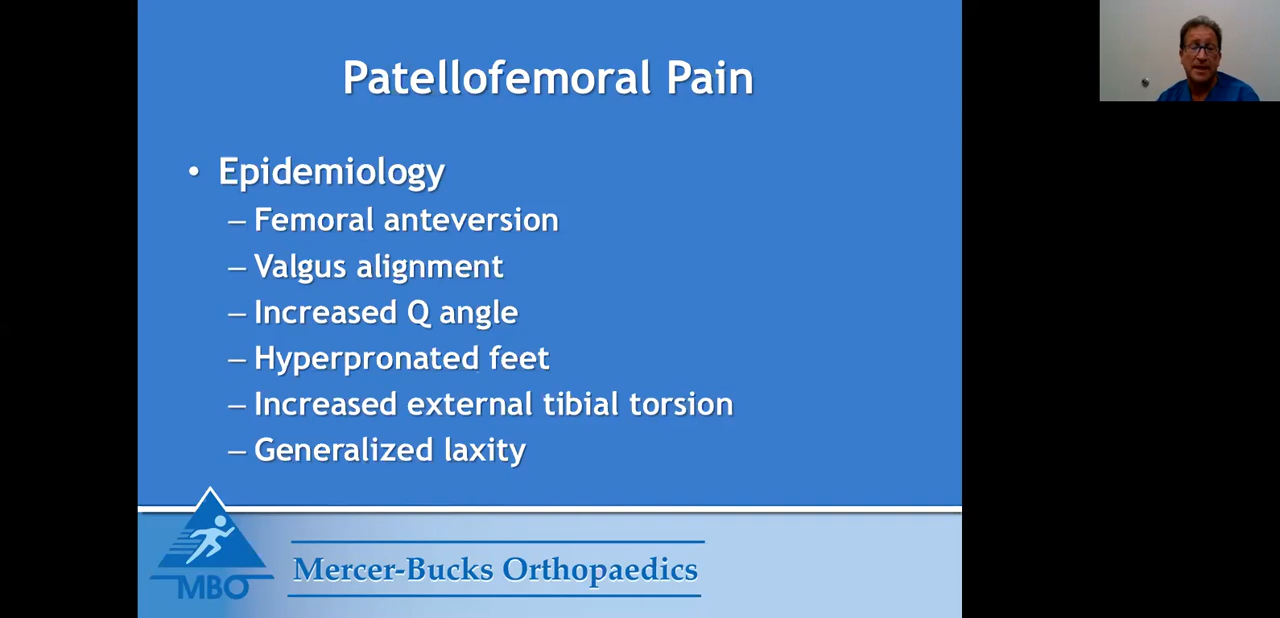 Patellofemoral Pain
• Epidemiology
– Femoral anteversion
– Valgus alignment
– Increased Q angle
– Hyperpronated feet
– Increased external tibial torsion
– Generalized laxity
MBO
Mercer-Bucks Orthopaedics